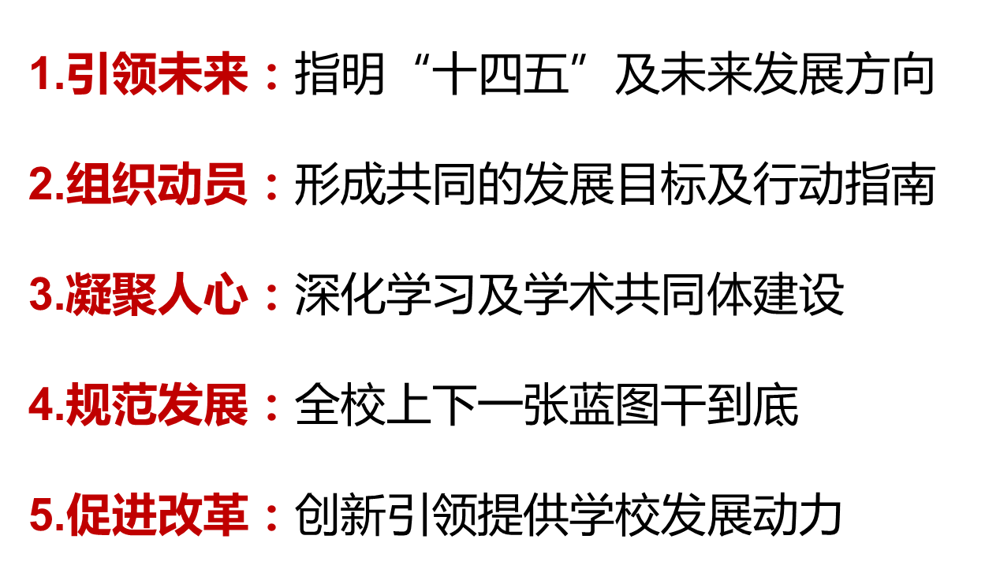 1.引领未来：指明“十四五”及未来发展方向
2.组织动员：形成共同的发展目标及行动指南
3.凝聚人心：深化学习及学术共同体建设
4.规范发展：全校上下一张蓝图干到底
5.促进改革：创新引领提供学校发展动力